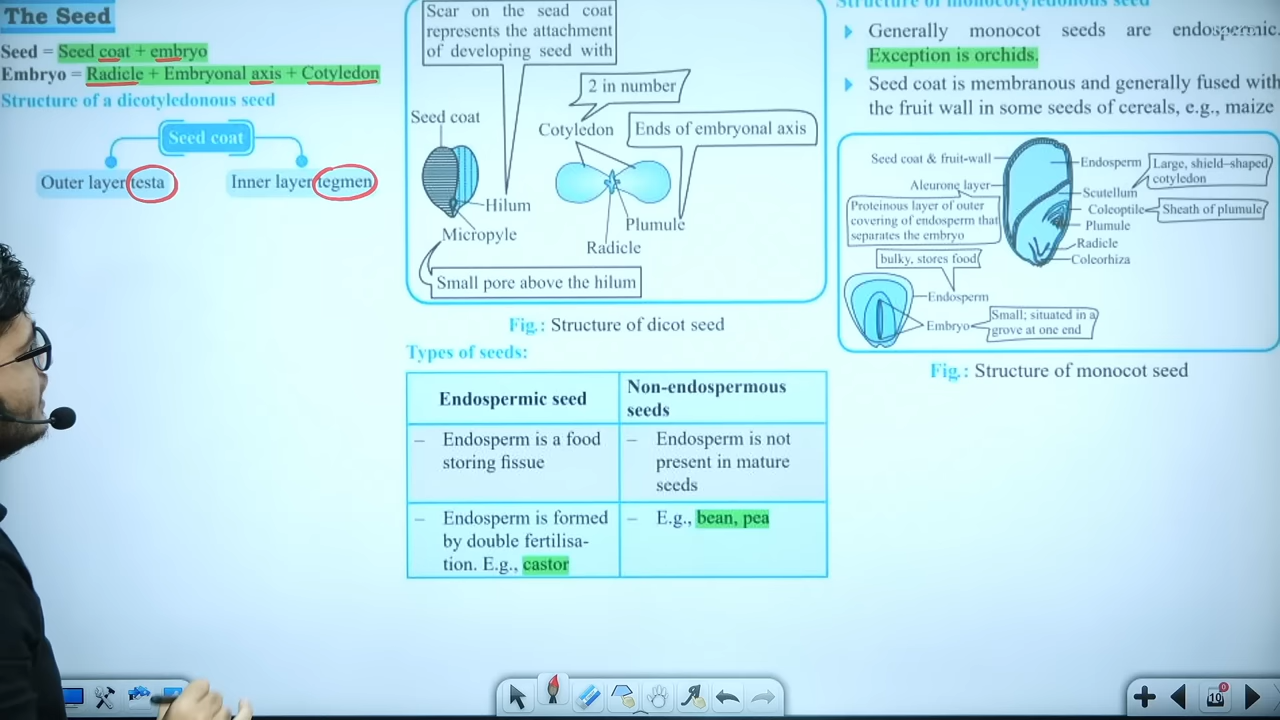 The Seed
Seed = Seed coat + embryo
Embryo = Radicle + Embryonal axis + Cotyledon
Structure of a dicotyledonous seed
Seed coat
Outer layer testa
Inner layer tegmen
Scar on the sead coat
represents the attachment
of developing seed with
2 in number
Seed coat
Cotyledon
Ends of embryonal axis
Hilum
Micropyle
Plumule
Radicle
Small pore above the hilum
Fig.: Structure of dicot seed
Types of seeds:
Endospermic seed
Non-endospermous
seeds
– Endosperm is a food
storing fissue
– Endosperm is not
present in mature
seeds
– Endosperm is formed
by double fertilisa-
tion. E.g., castor
– E.g., bean, pea
Structure of monocotyledonous seed
Generally monocot seeds are endospermic.
Exception is orchids.
Seed coat is membranous and generally fused with
the fruit wall in some seeds of cereals, e.g., maize
Seed coat & fruit-wall
Endosperm
Large, shield–shaped
cotyledon
Aleurone layer
Scutellum
Proteinous layer of outer
covering of endosperm that
separates the embryo
Coleoptile
Sheath of plumule
Plumule
Radicle
Coleorhiza
bulky, stores food
Endosperm
Embryo
Small; situated in a
grove at one end
Fig.: Structure of monocot seed
10